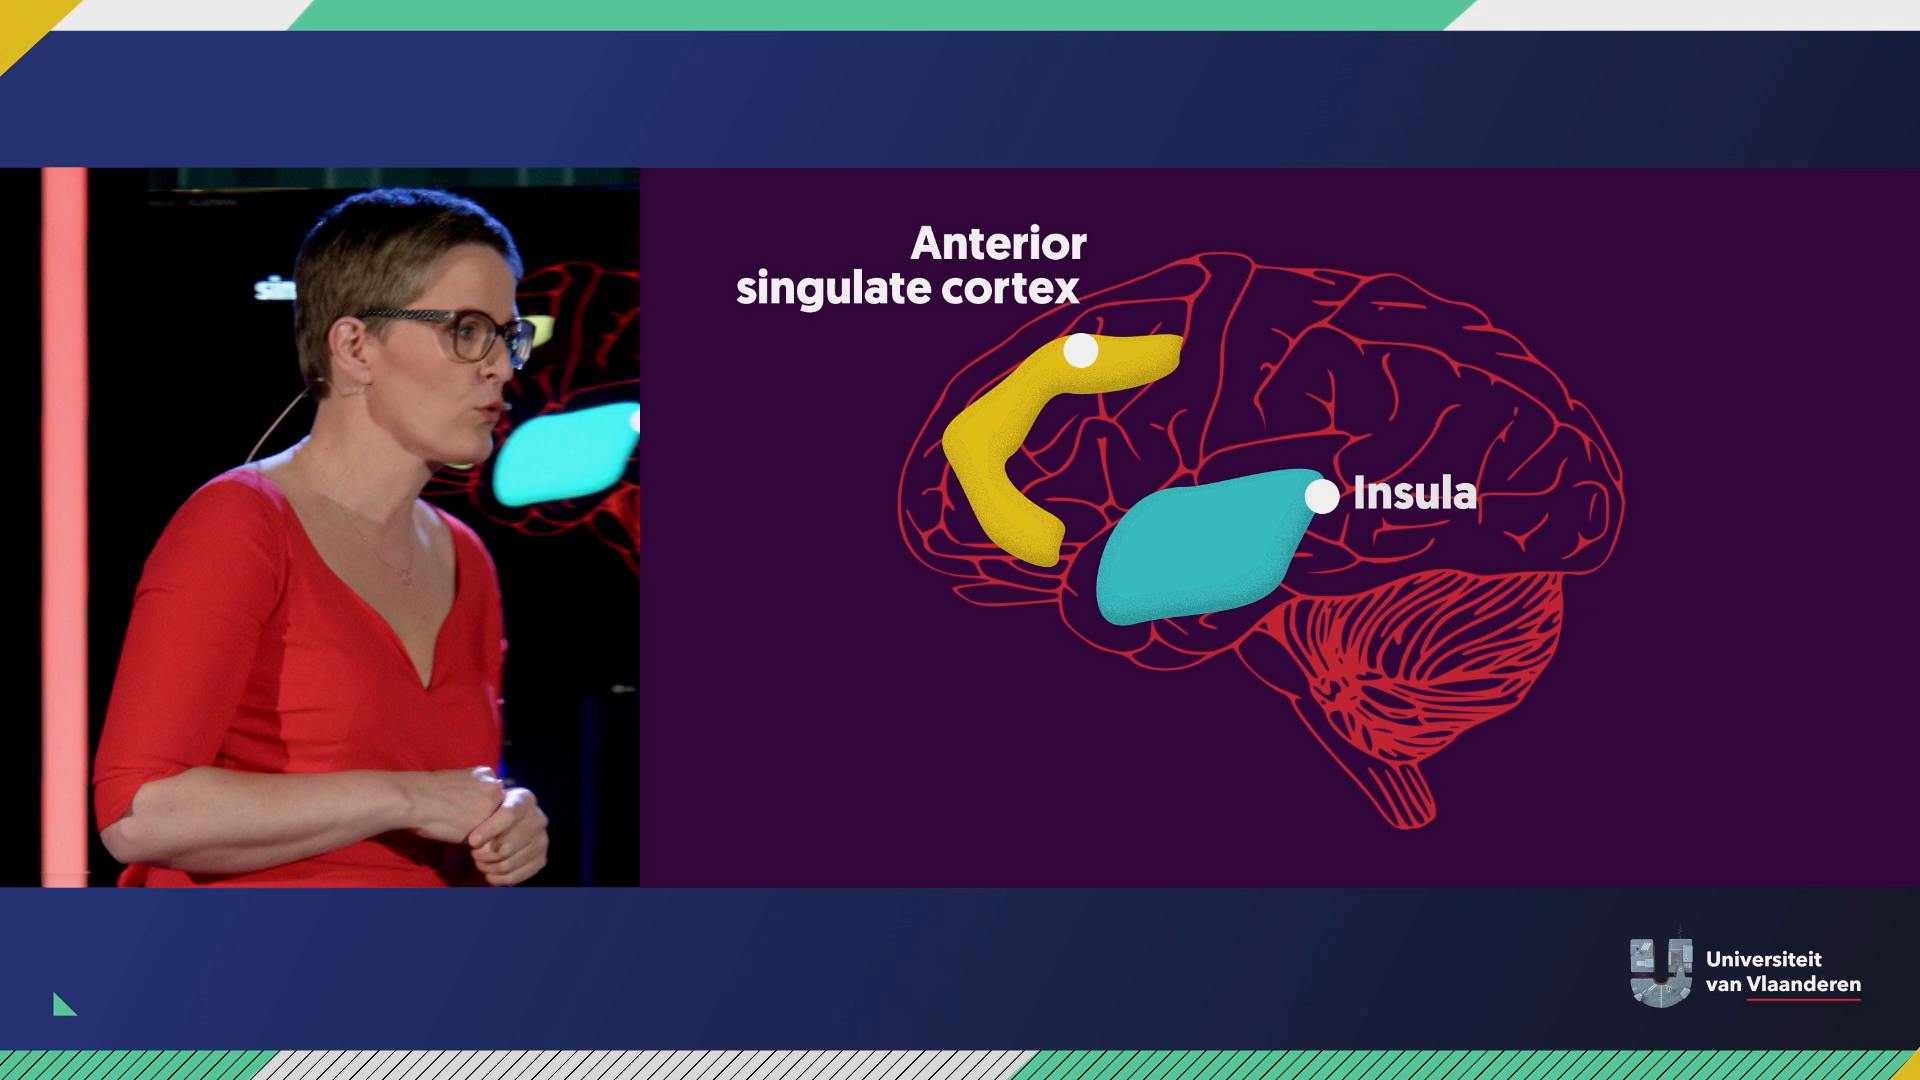 Anterior
singulate cortex
Insula
Universiteit
van Vlaanderen